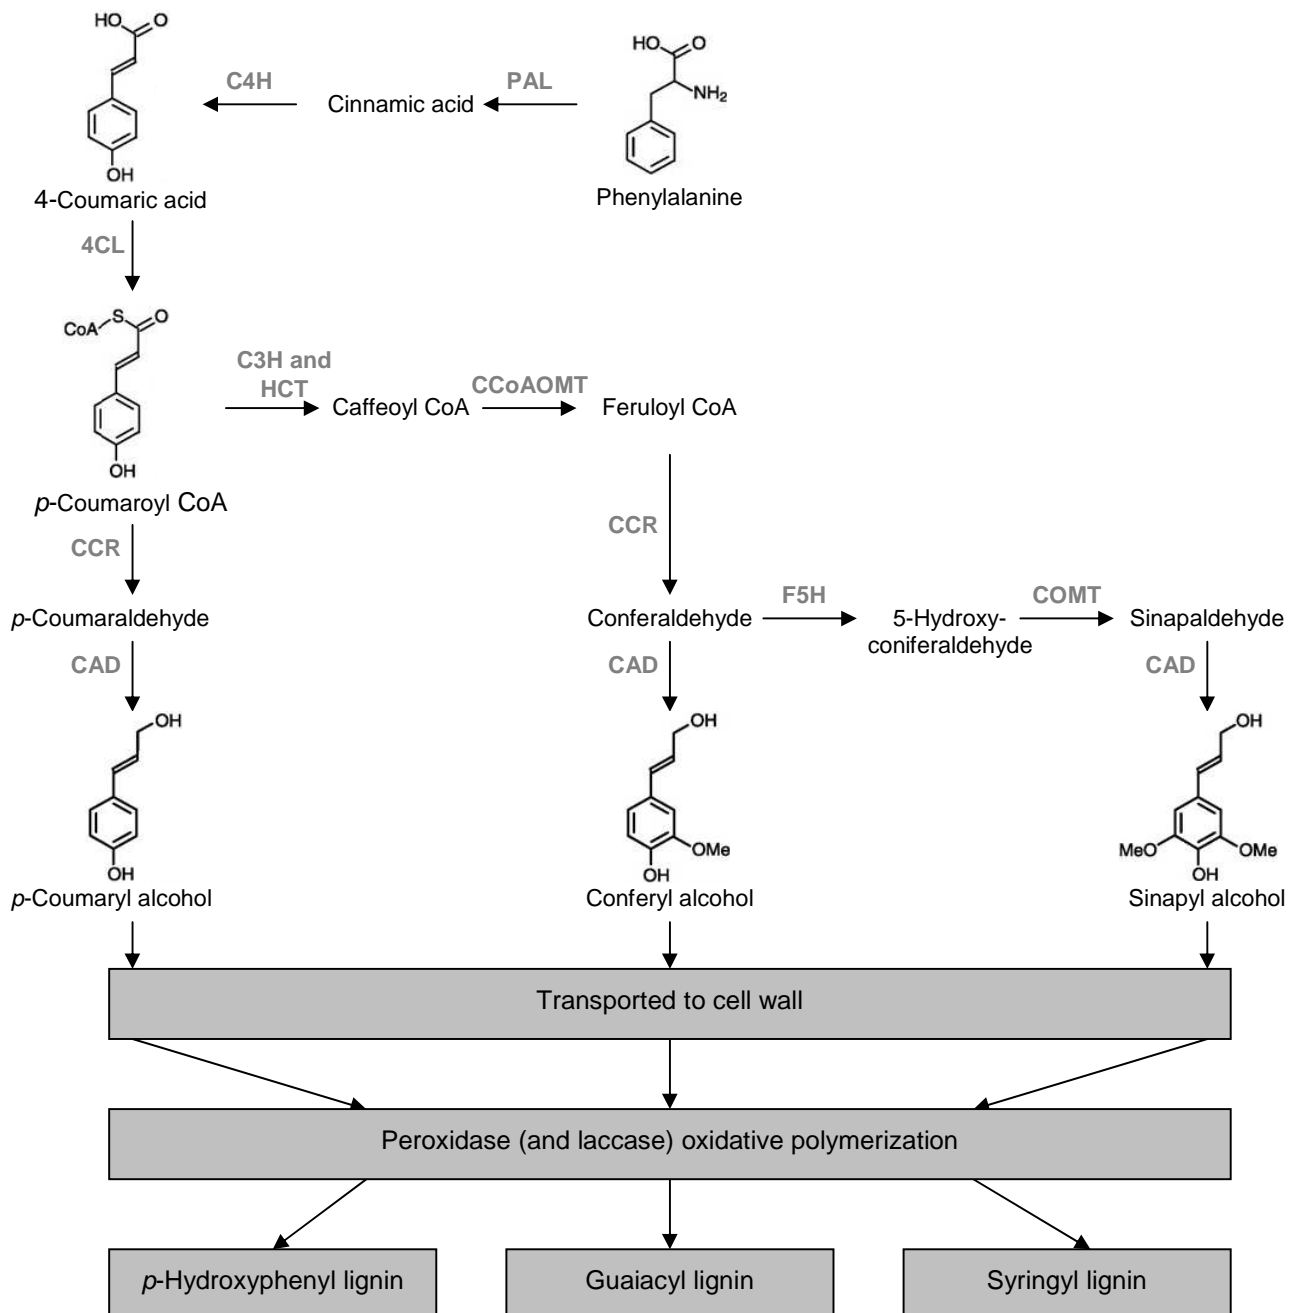 HO
O
HO
O
NH2
C4H
PAL
Cinnamic acid
OH
4-Coumaric acid
Phenylalanine
4CL
CoA
S
O
C3H and
HCT
CCoAOMT
Caffeoyl CoA
Feruloyl CoA
OH
p-Coumaroyl CoA
CCR
CCR
F5H
COMT
p-Coumaraldehyde
Conferaldehyde
5-Hydroxy-
coniferaldehyde
Sinapaldehyde
CAD
CAD
CAD
OH
OH
OH
OMe
MeO
OMe
OH
OH
OH
p-Coumaryl alcohol
Conferyl alcohol
Sinapyl alcohol
Transported to cell wall
Peroxidase (and laccase) oxidative polymerization
p-Hydroxyphenyl lignin
Guaiacyl lignin
Syringyl lignin